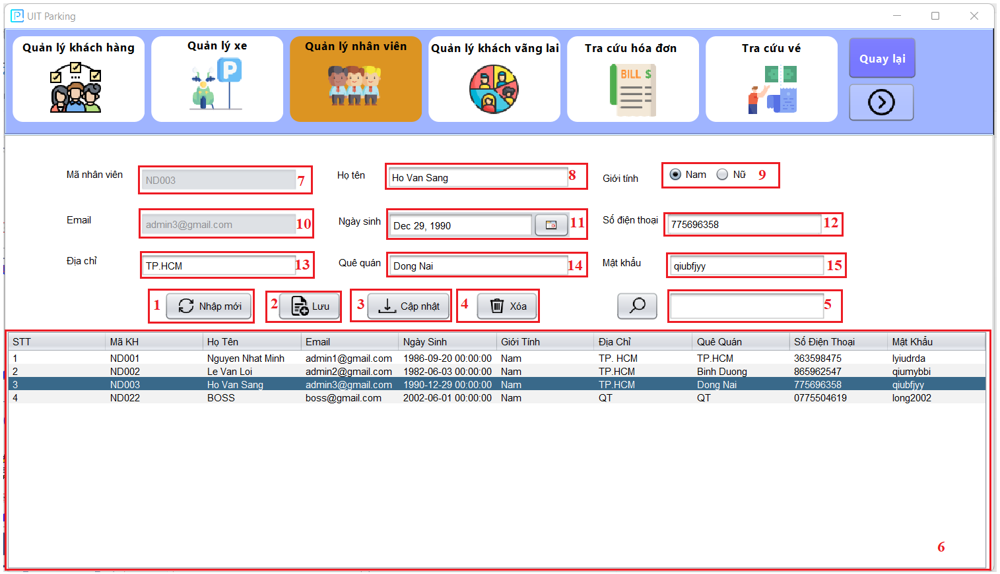 UIT Parking
Quản lý khách hàng
Quản lý xe
Quản lý nhân viên
Quản lý khách vãng lai
Tra cứu hóa đơn
Tra cứu vé
Quay lại
P
BILL $
Mã nhân viên ND003 7 Họ tên Ho Van Sang 8 Giới tính Nam Nữ 9
Email admin3@gmail.com 10 Ngày sinh Dec 29, 1990 11 Số điện thoại 775696358 12
Địa chỉ TP.HCM 13 Quê quán Dong Nai 14 Mật khẩu qiubfjyy 15
1 Nhập mới 2 Lưu 3 Cập nhật 4 Xóa 5
STT Mã KH Họ Tên Email Ngày Sinh Giới Tính Địa Chỉ Quê Quán Số Điện Thoại Mật Khẩu
1 ND001 Nguyen Nhat Minh admin1@gmail.com 1986-09-20 00:00:00 Nam TP. HCM TP.HCM 363598475 lyiudrda
2 ND002 Le Van Loi admin2@gmail.com 1982-06-03 00:00:00 Nam TP.HCM Binh Duong 865962547 qiumybbi
3 ND003 Ho Van Sang admin3@gmail.com 1990-12-29 00:00:00 Nam TP.HCM Dong Nai 775696358 qiubfjyy
4 ND022 BOSS boss@gmail.com 2002-06-01 00:00:00 Nam QT QT 0775504619 long2002
6